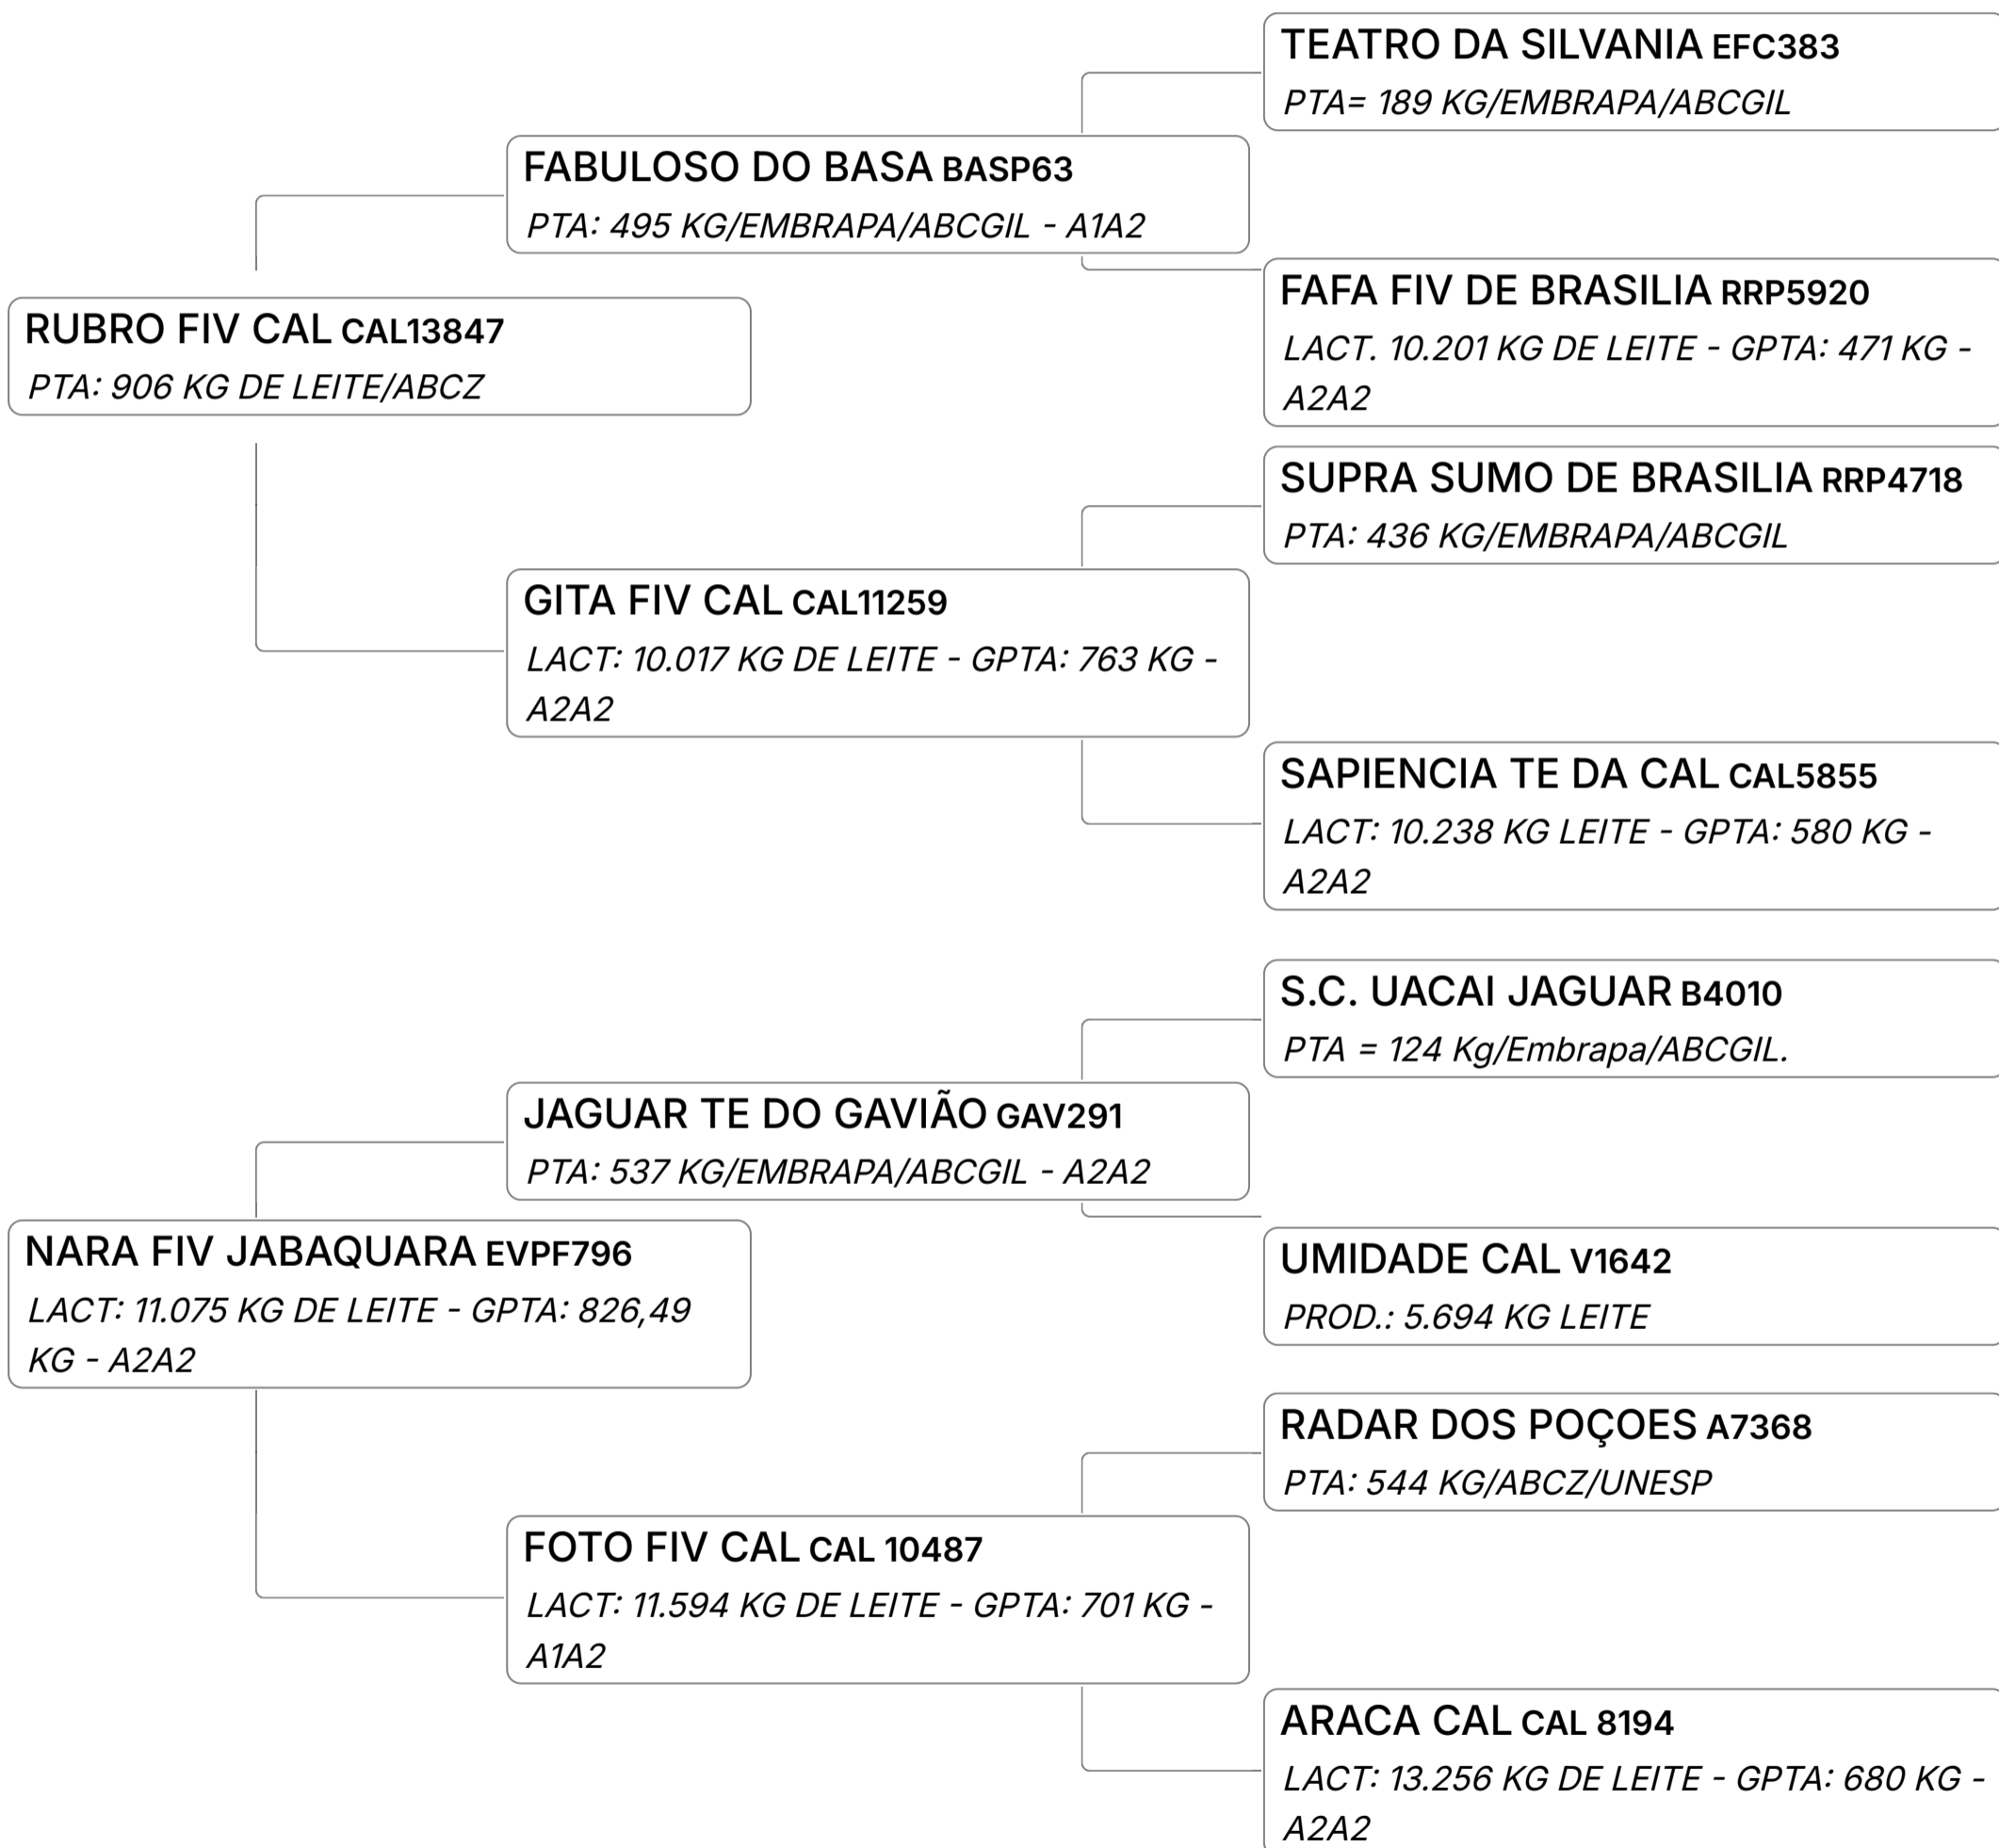 TEATRO DA SILVANIA EFC383
PTA= 189 KG/EMBRAPA/ABCGIL
FABULOSO DO BASA BASP63
PTA: 495 KG/EMBRAPA/ABCGIL - A1A2
FAFA FIV DE BRASILIA RRP5920
LACT. 10.201 KG DE LEITE - GPTA: 471 KG -
A2A2
RUBRO FIV CAL CAL13847
PTA: 906 KG DE LEITE/ABCZ
SUPRA SUMO DE BRASILIA RRP4718
PTA: 436 KG/EMBRAPA/ABCGIL
GITA FIV CAL CAL11259
LACT: 10.017 KG DE LEITE - GPTA: 763 KG -
A2A2
SAPIENCIA TE DA CAL CAL5855
LACT: 10.238 KG LEITE - GPTA: 580 KG -
A2A2
S.C. UACAI JAGUAR B4010
PTA = 124 Kg/Embrapa/ABCGIL.
JAGUAR TE DO GAVIÃO GAV291
PTA: 537 KG/EMBRAPA/ABCGIL - A2A2
UMIDADE CAL V1642
PROD.: 5.694 KG LEITE
NARA FIV JABAQUARA EVPF796
LACT: 11.075 KG DE LEITE - GPTA: 826,49
KG - A2A2
RADAR DOS POÇOES A7368
PTA: 544 KG/ABCZ/UNESP
FOTO FIV CAL CAL 10487
LACT: 11.594 KG DE LEITE - GPTA: 701 KG -
A1A2
ARACA CAL CAL 8194
LACT: 13.256 KG DE LEITE - GPTA: 680 KG -
A2A2